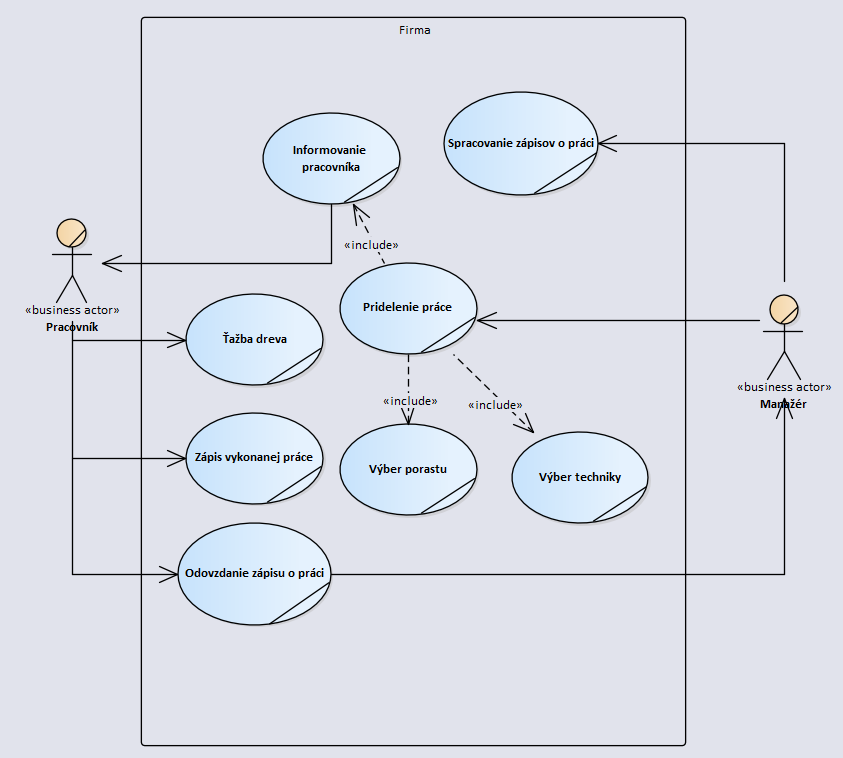 Firma
Informovanie
pracovníka
Spracovanie zápisov o práci
«include»
«business actor»
Pracovník
Pridelenie práce
Ťažba dreva
«business actor»
Manažér
«include»
«include»
Zápis vykonanej práce
Výber porastu
Výber techniky
Odovzdanie zápisu o práci